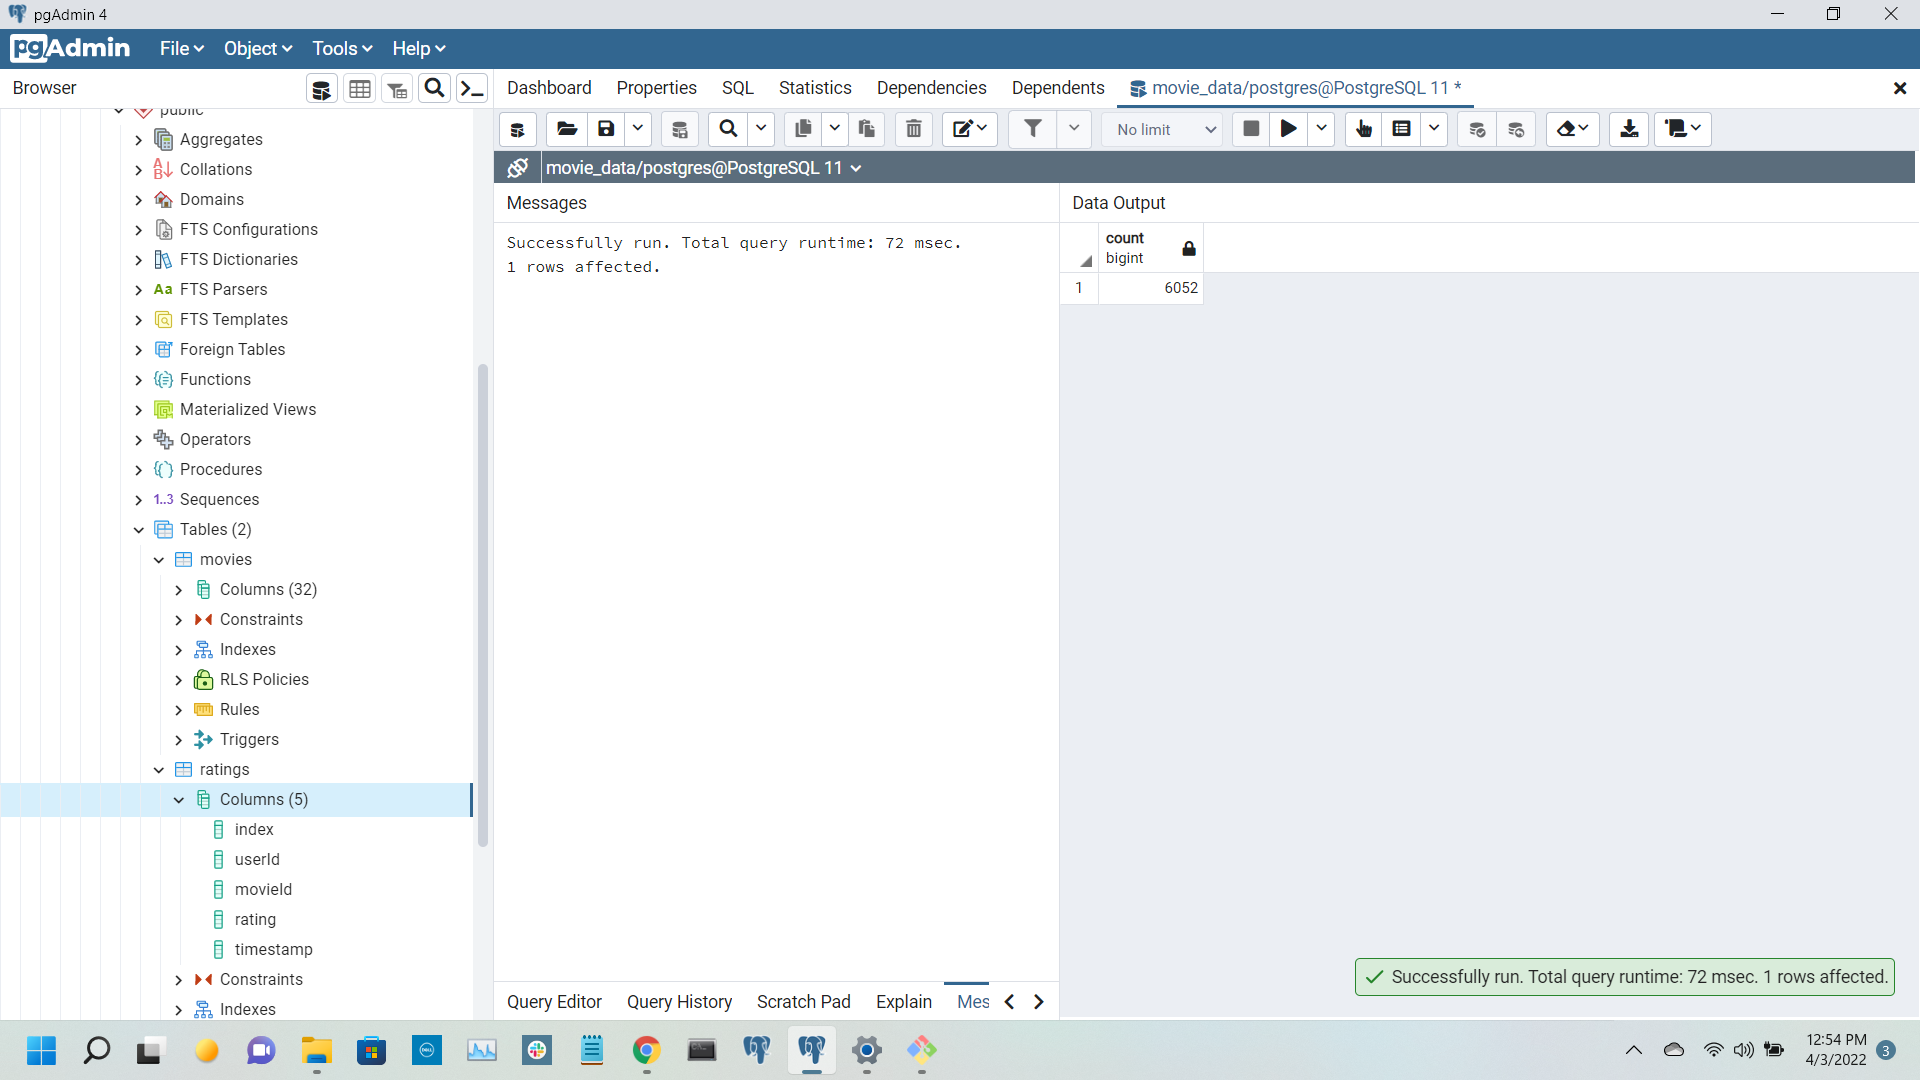 pgAdmin 4
pgAdmin
File
Object
Tools
Help
Browser
Dashboard
Properties
SQL
Statistics
Dependencies
Dependents
movie_data/postgres@PostgreSQL 11 *
No limit
movie_data/postgres@PostgreSQL 11
public
Aggregates
Collations
Domains
FTS Configurations
FTS Dictionaries
Aa FTS Parsers
FTS Templates
Foreign Tables
Functions
Materialized Views
Operators
Procedures
1..3 Sequences
Tables (2)
movies
Columns (32)
Constraints
Indexes
RLS Policies
Rules
Triggers
ratings
Columns (5)
index
userId
movieId
rating
timestamp
Constraints
Indexes
Messages
Successfully run. Total query runtime: 72 msec.
1 rows affected.
Data Output
count
bigint
1
6052
Query Editor
Query History
Scratch Pad
Explain
Mes
Successfully run. Total query runtime: 72 msec. 1 rows affected.
12:54 PM
4/3/2022
3